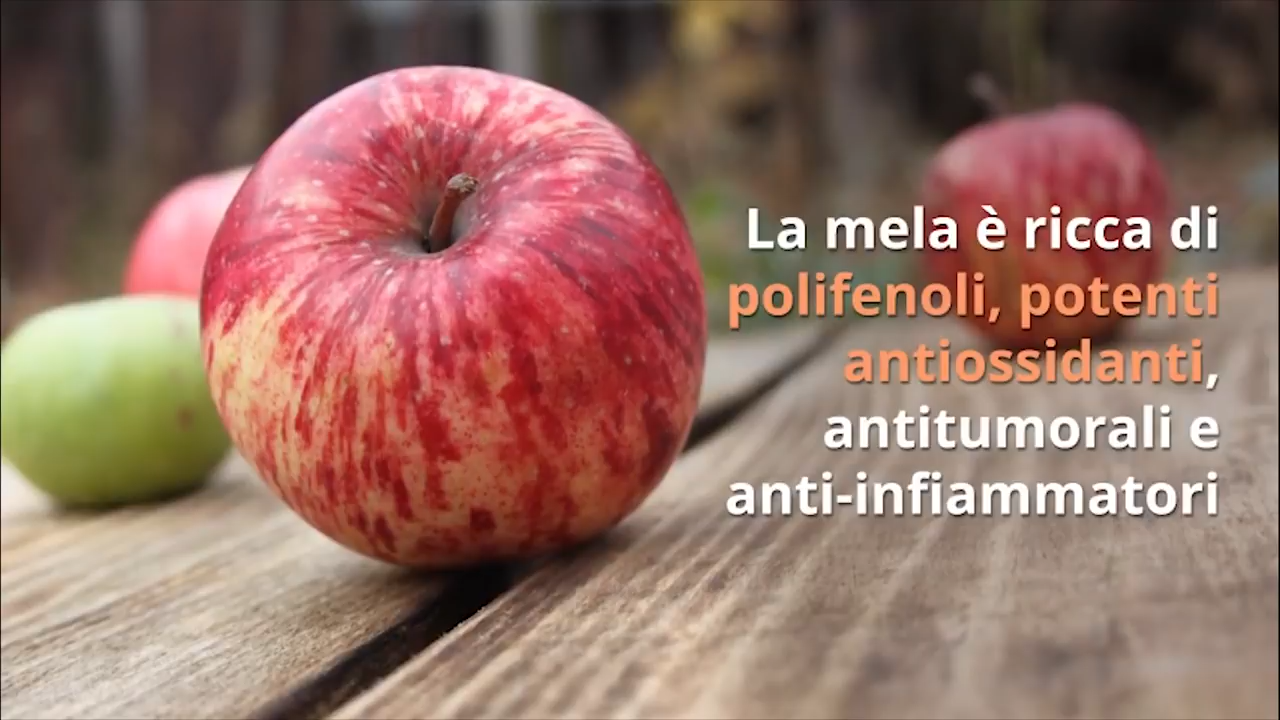 La mela è ricca di
polifenoli, potenti
antiossidanti,
antitumorali e
anti-infiammatori